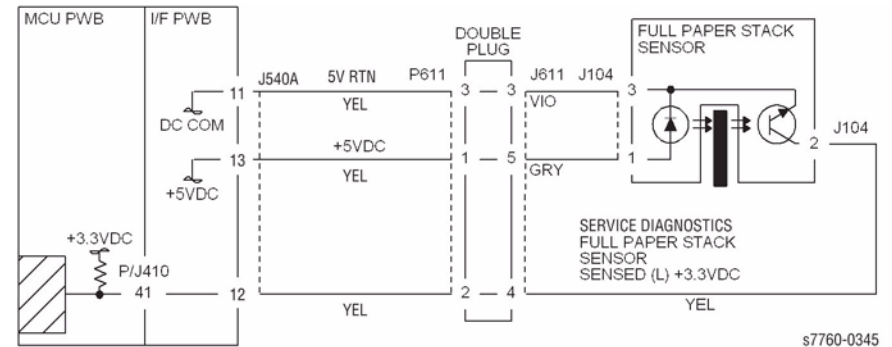 MCU PWB
I/F PWB
DOUBLE
PLUG
FULL PAPER STACK
SENSOR
11
J540A
5V RTN
P611
3
3
J611
J104
3
YEL
VIO
DC COM
J104
13
+5VDC
1
5
1
2
YEL
GRY
+5VDC
+3.3VDC
SERVICE DIAGNOSTICS
FULL PAPER STACK
SENSOR
SENSED (L) +3.3VDC
P/J410
41
12
2
4
YEL
YEL
s7760-0345